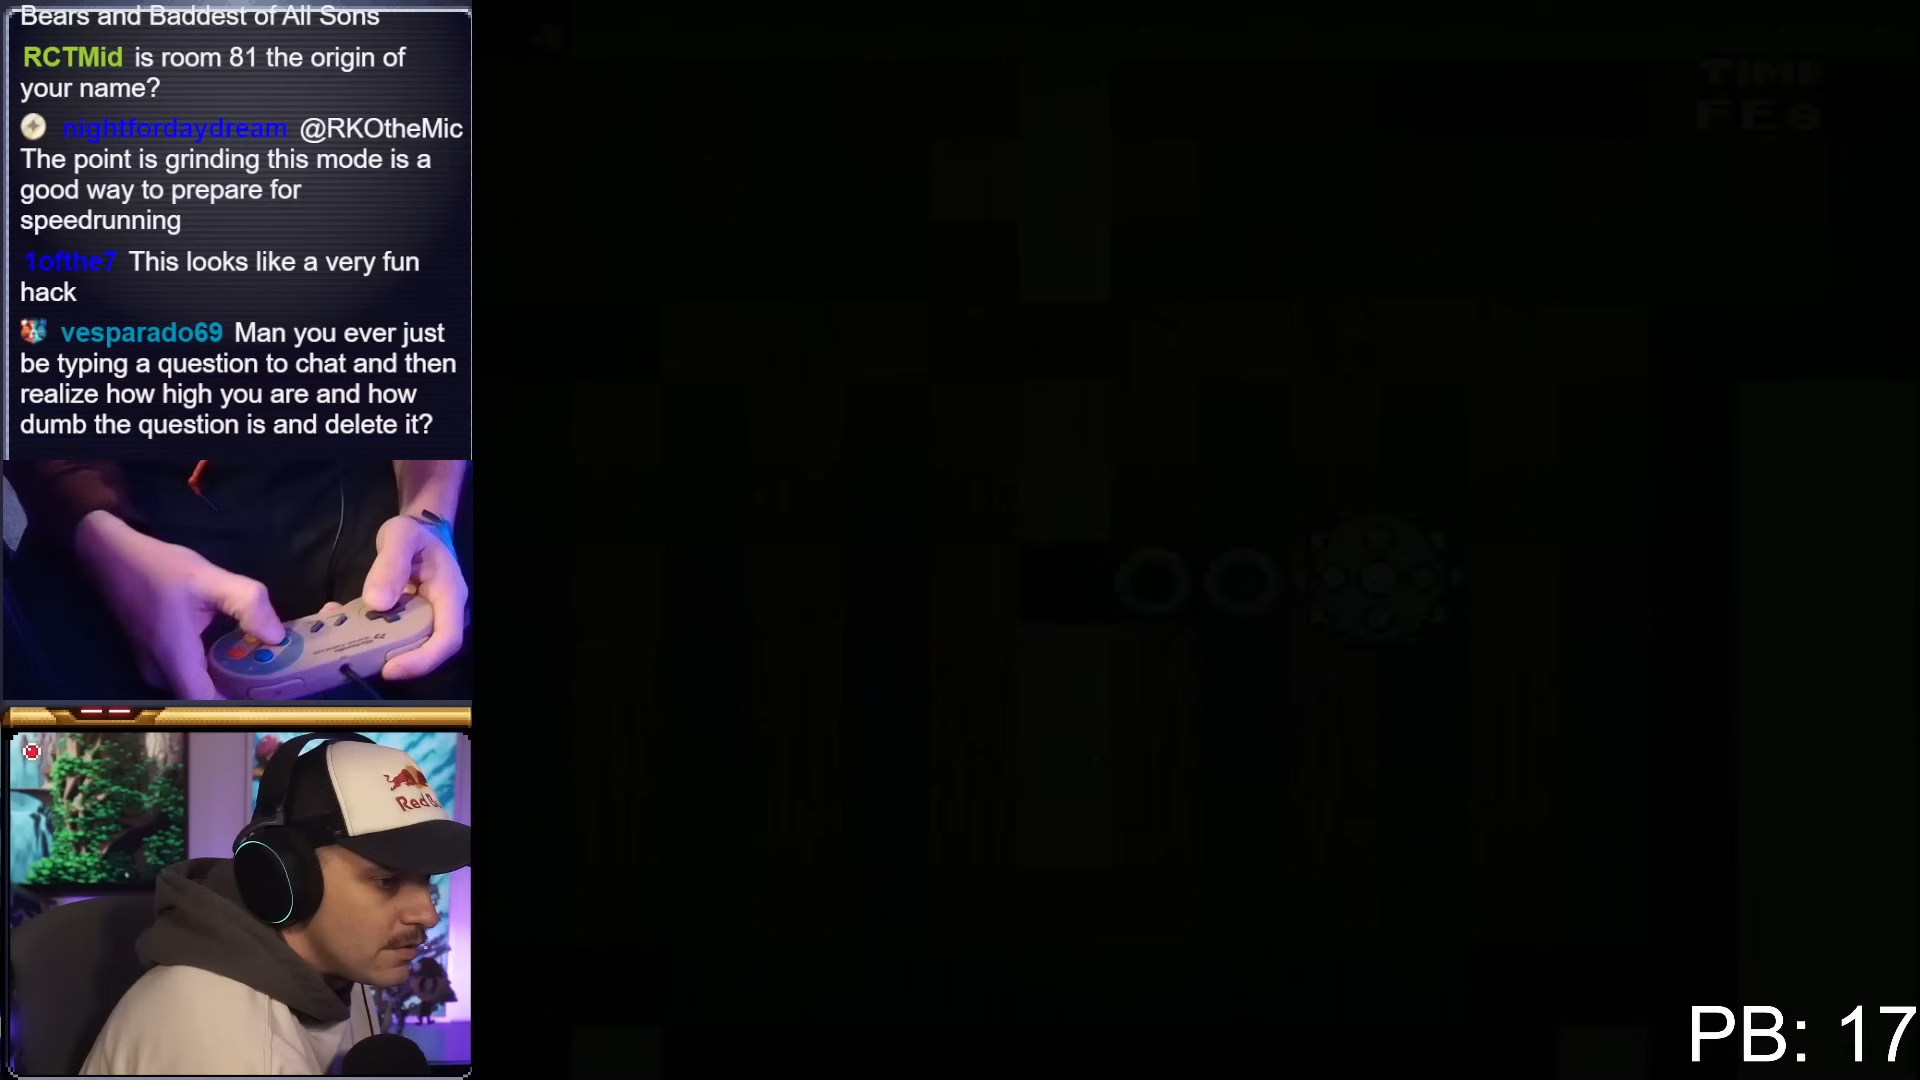 Bears and Baddest of All Sons
RCTMid is room 81 the origin of
your name?
nightfordaydream @RKOtheMic
The point is grinding this mode is a
good way to prepare for
speedrunning
1ofthe7 This looks like a very fun
hack
vesparado69 Man you ever just
be typing a question to chat and then
realize how high you are and how
dumb the question is and delete it?
TIME
Red B
PB: 17